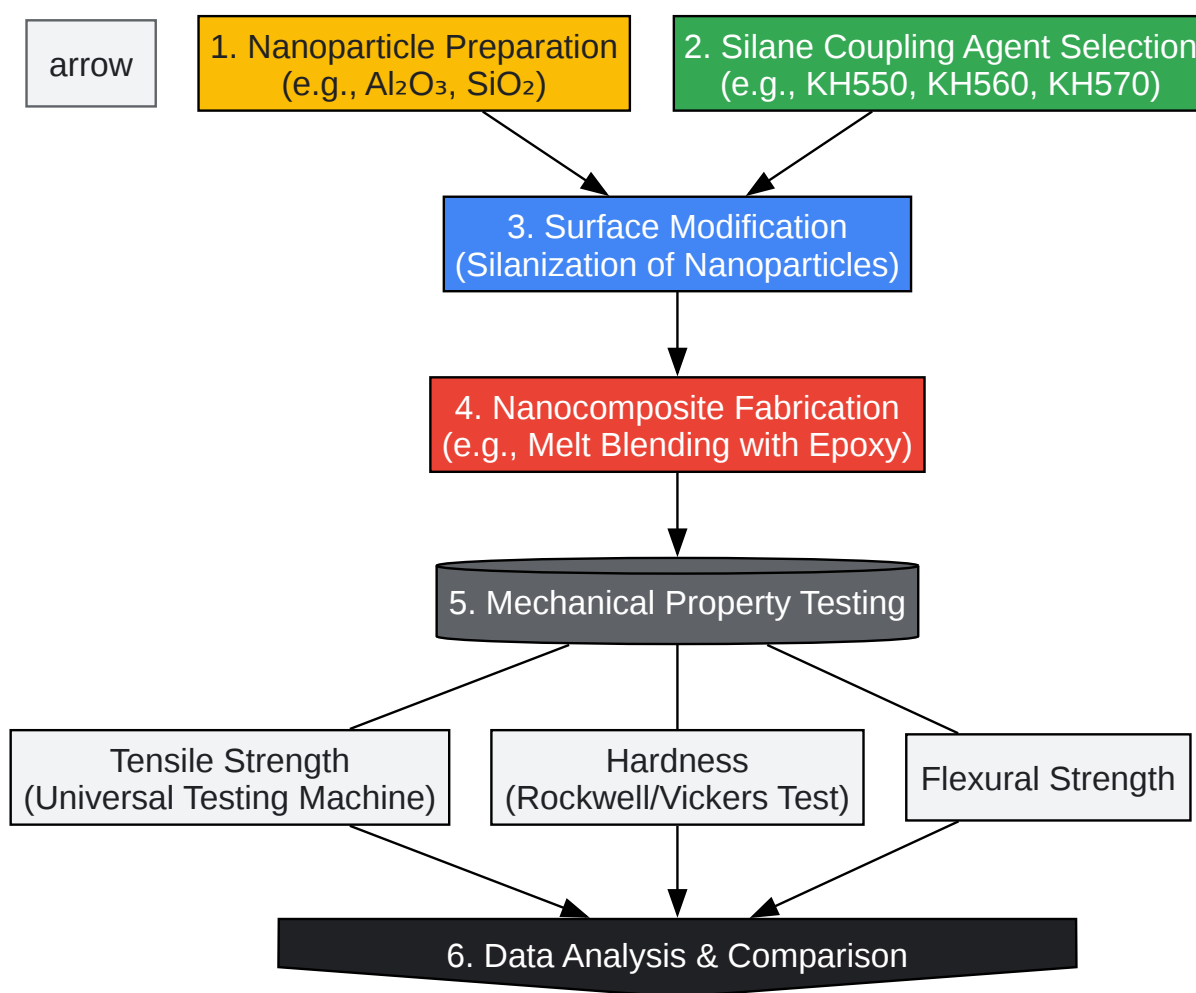 arrow
1. Nanoparticle Preparation
(e.g., Al₂O₃, SiO₂)
2. Silane Coupling Agent Selection
(e.g., KH550, KH560, KH570)
3. Surface Modification
(Silanization of Nanoparticles)
4. Nanocomposite Fabrication
(e.g., Melt Blending with Epoxy)
5. Mechanical Property Testing
Tensile Strength
(Universal Testing Machine)
Hardness
(Rockwell/Vickers Test)
Flexural Strength
6. Data Analysis & Comparison